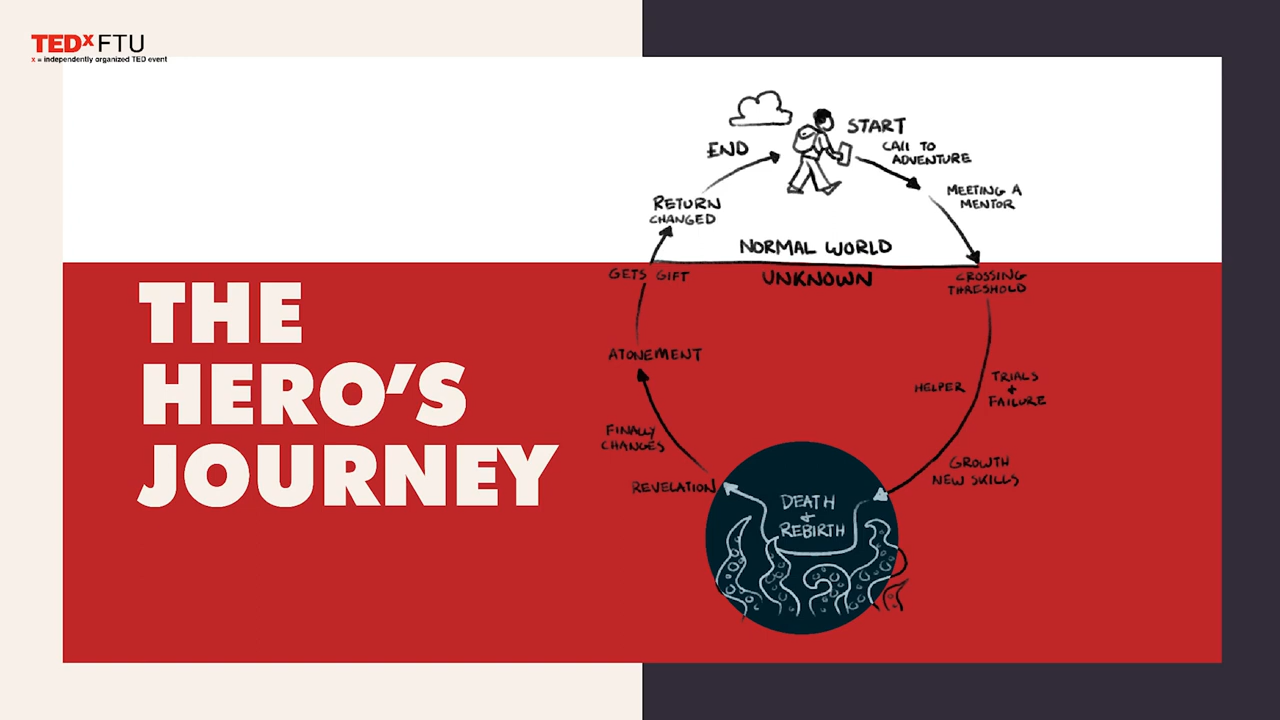 TEDxFTU
x = independently organized TED event
THE
HERO'S
JOURNEY
START
CALL TO
ADVENTURE
MEETING A
MENTOR
CROSSING
THRESHOLD
HELPER
TRIALS
+
FAILURE
GROWTH
NEW SKILLS
DEATH
+
REBIRTH
REVELATION
FINALLY
CHANGES
ATONEMENT
GETS GIFT
RETURN
CHANGED
END
NORMAL WORLD
UNKNOWN